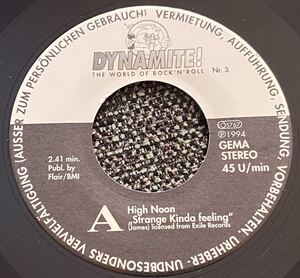 (AUSSER ZUM PERSÖNLICHEN GEBRAUCH) VERMIETUNG, AUFFÜHRUNG, SENDUNG, VORBEHALTEN. URHEBER- UND
BESONDERS VERVIELFÄLTIGUNG
DYNAMITE!
THE WORLD OF ROCK'N'ROLL
Nr. 3
2.41 min.
Publ. by
Flair/BMI
℗1994
GEMA
STEREO
45 U/min
A
High Noon
"Strange Kinda feeling"
(James) licensed from Exile Records